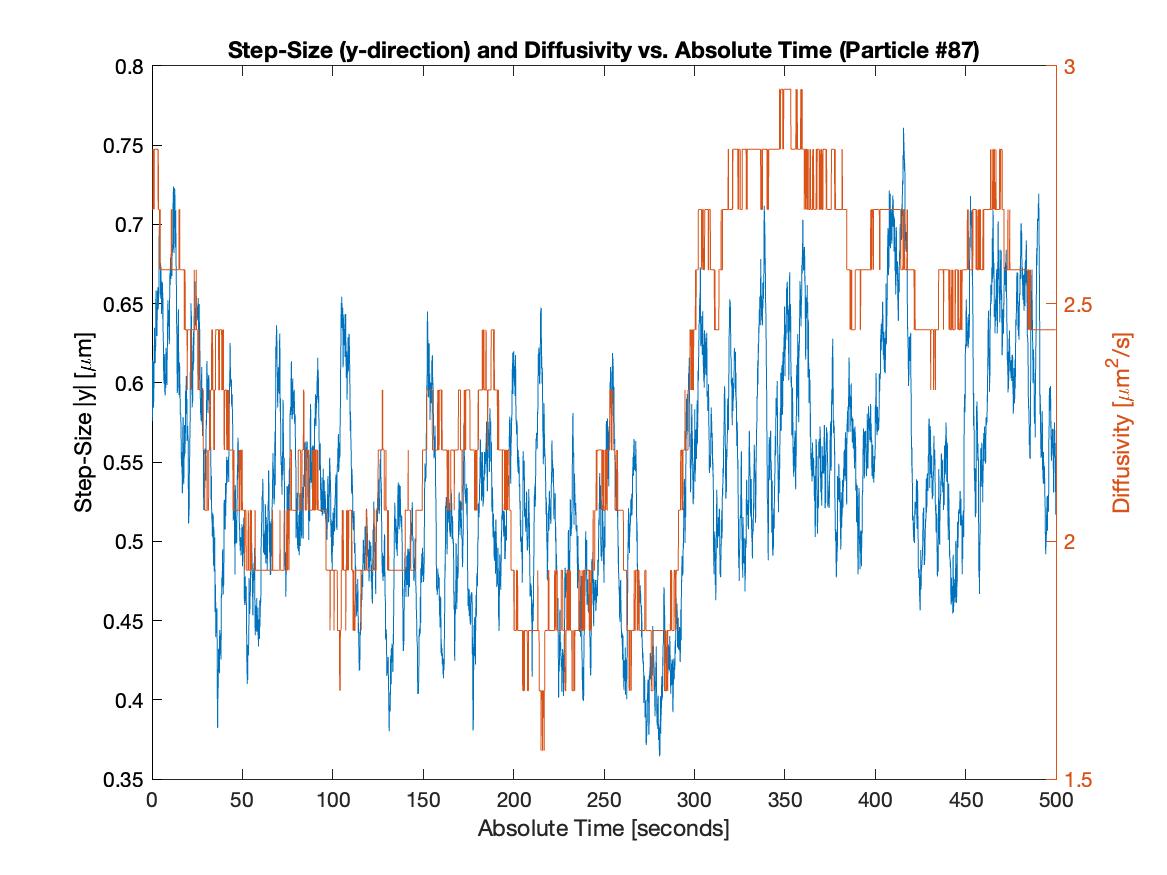 Step-Size (y-direction) and Diffusivity vs. Absolute Time (Particle #87)
0.8
0.75
0.7
0.65
0.6
0.55
0.5
0.45
0.4
0.35
Step-Size |y| [μm]
3
2.5
2
1.5
Diffusivity [μm²/s]
0 50 100 150 200 250 300 350 400 450 500
Absolute Time [seconds]